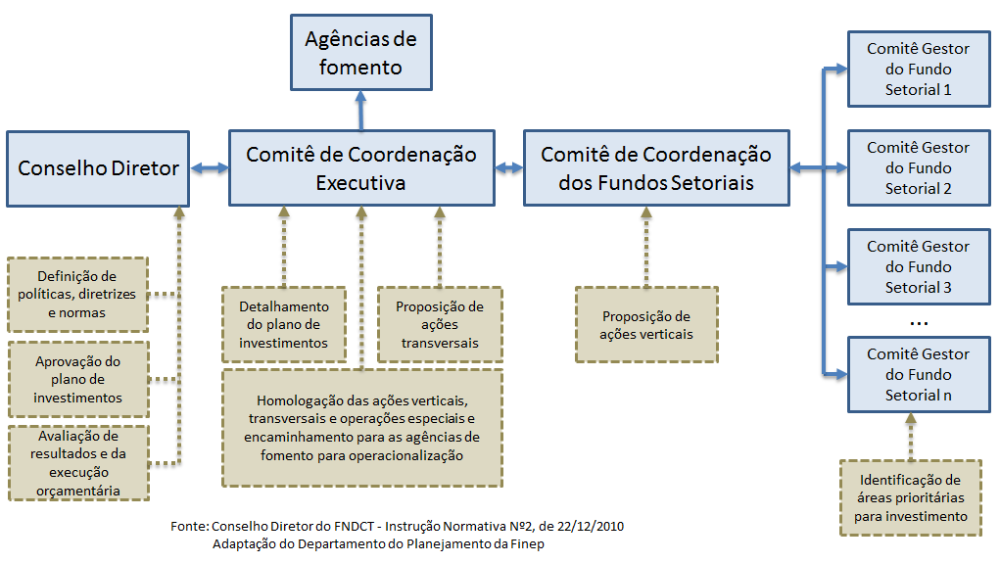 Agências de
fomento
Conselho Diretor
Comitê de Coordenação
Executiva
Comitê de Coordenação
dos Fundos Setoriais
Comitê Gestor
do Fundo
Setorial 1
Comitê Gestor
do Fundo
Setorial 2
Comitê Gestor
do Fundo
Setorial 3
...
Comitê Gestor
do Fundo
Setorial n
Definição de
políticas, diretrizes
e normas
Aprovação do
plano de
investimentos
Avaliação de
resultados e da
execução
orçamentária
Detalhamento
do plano de
investimentos
Proposição de
ações
transversais
Homologação das ações verticais,
transversais e operações especiais e
encaminhamento para as agências de
fomento para operacionalização
Proposição de
ações verticais
Identificação de
áreas prioritárias
para investimento
Fonte: Conselho Diretor do FNDCT - Instrução Normativa Nº2, de 22/12/2010
Adaptação do Departamento do Planejamento da Finep